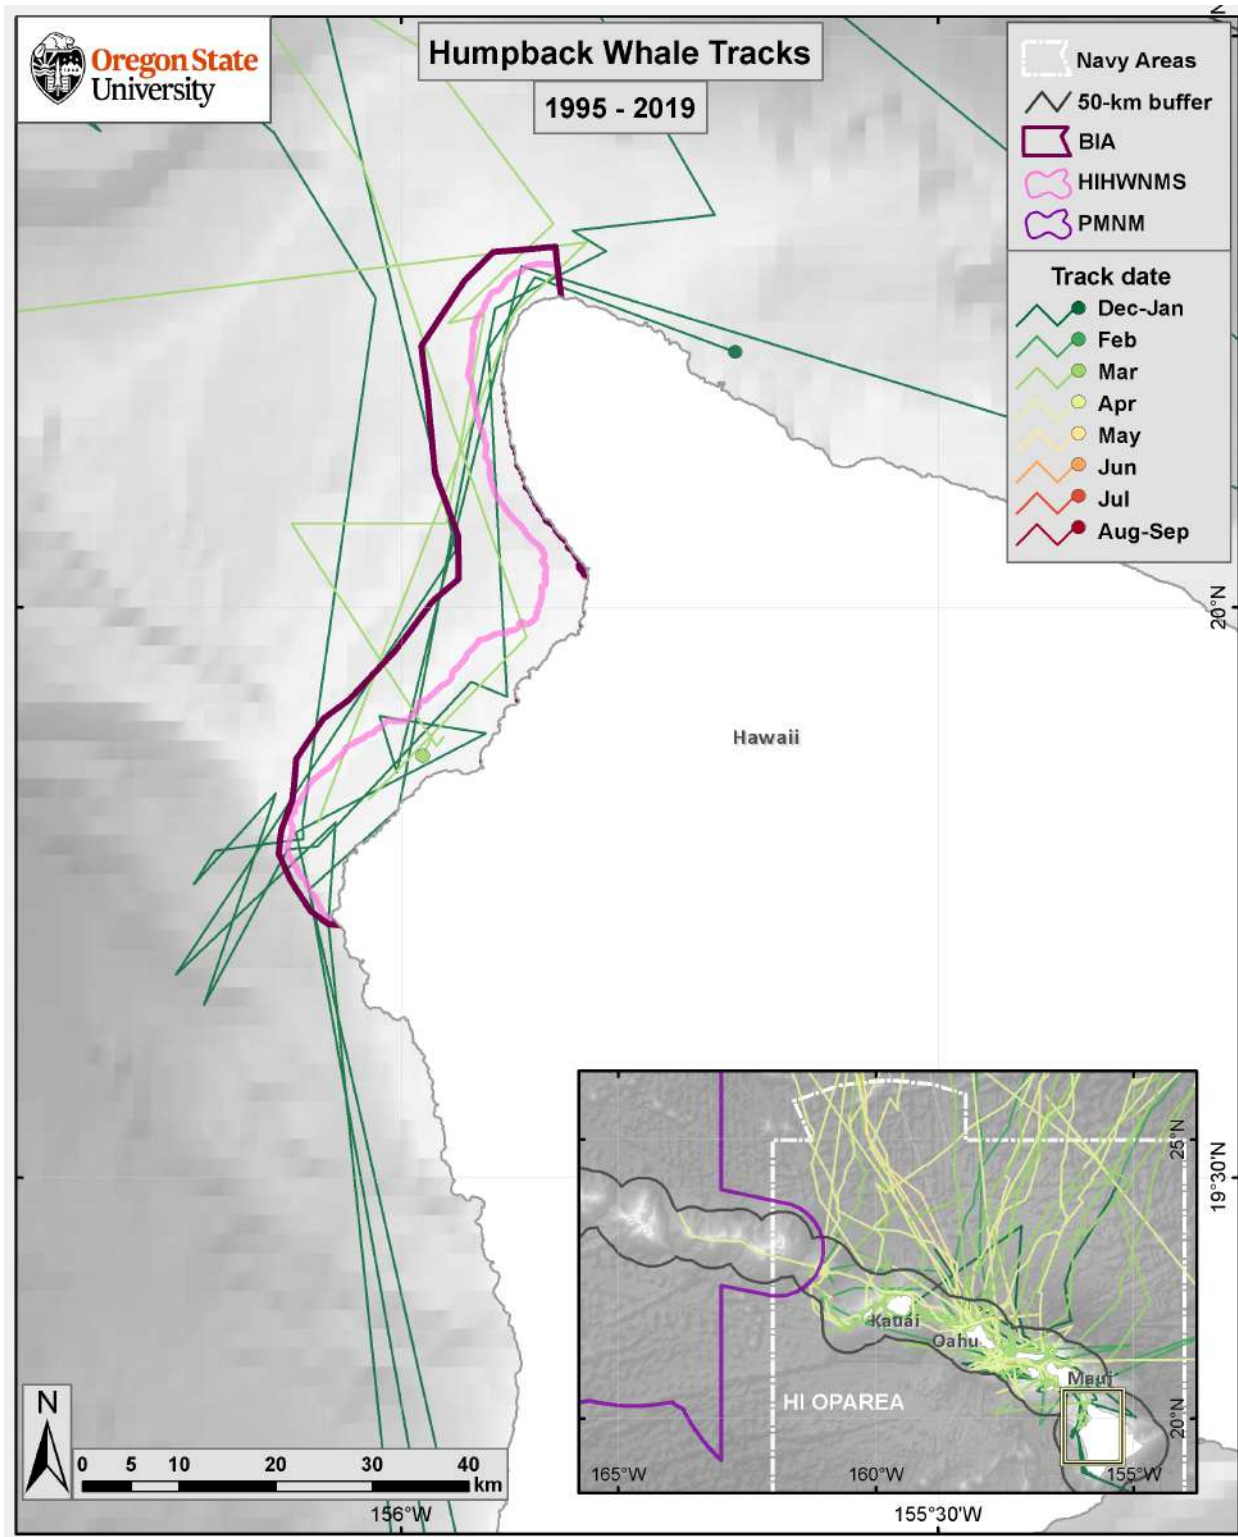 Oregon State
University
Humpback Whale Tracks
1995 - 2019
Navy Areas
50-km buffer
BIA
HIHWNMS
PMNM
Track date
Dec-Jan
Feb
Mar
Apr
May
Jun
Jul
Aug-Sep
20°N
Hawaii
25°N
19°30'N
Kauai
Oahu
Maui
HI OPAREA
20°N
165°W
160°W
155°W
N
0 5 10 20 30 40
km
156°W
155°30'W